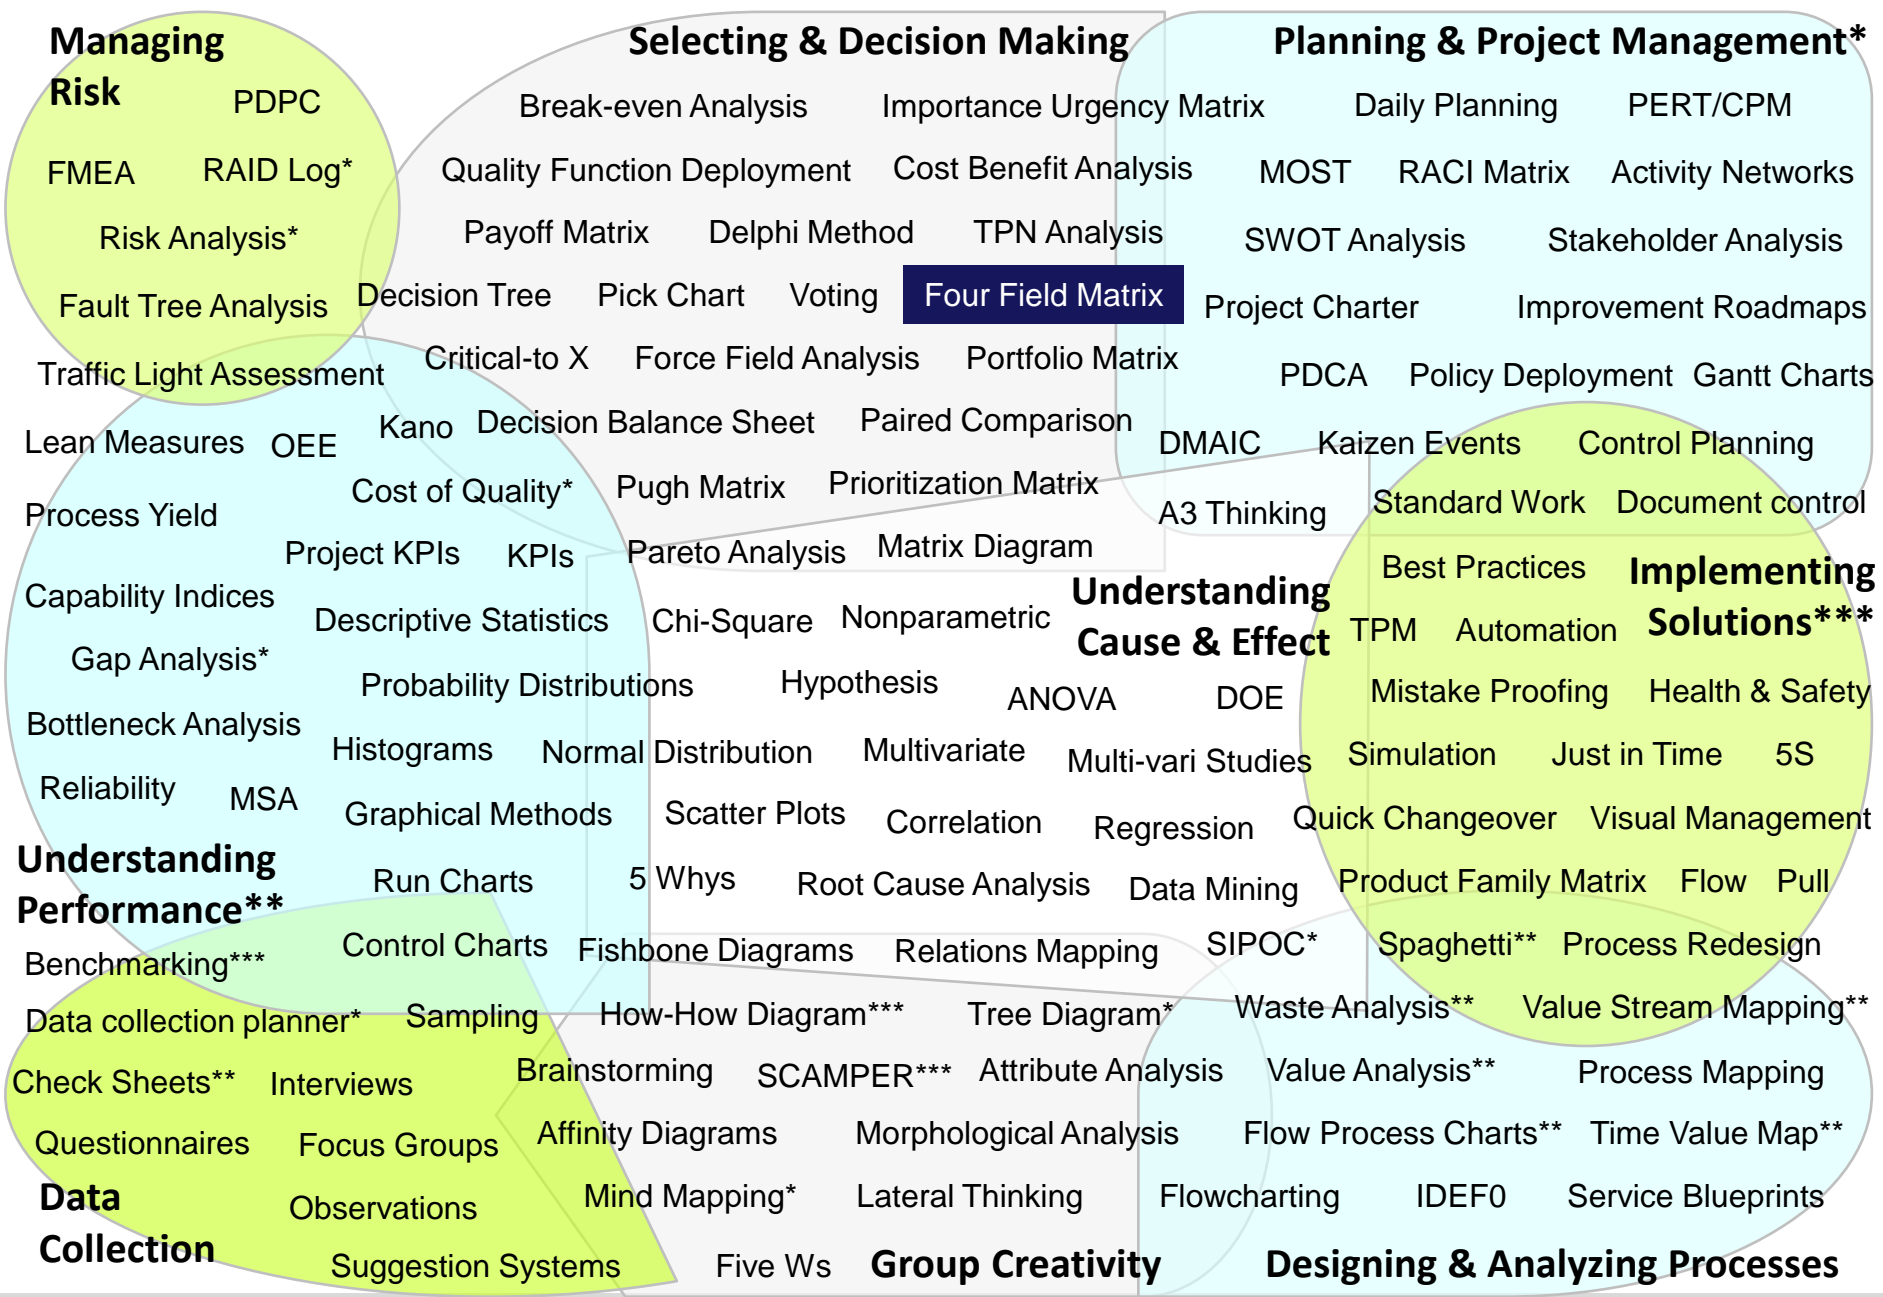 Managing
Risk
Selecting & Decision Making
Planning & Project Management*
PDPC
Break-even Analysis
Importance Urgency Matrix
Daily Planning
PERT/CPM
FMEA
RAID Log*
Quality Function Deployment
Cost Benefit Analysis
MOST
RACI Matrix
Activity Networks
Risk Analysis*
Payoff Matrix
Delphi Method
TPN Analysis
SWOT Analysis
Stakeholder Analysis
Fault Tree Analysis
Decision Tree
Pick Chart
Voting
Four Field Matrix
Project Charter
Improvement Roadmaps
Traffic Light Assessment
Critical-to X
Force Field Analysis
Portfolio Matrix
PDCA
Policy Deployment
Gantt Charts
Lean Measures
OEE
Kano
Decision Balance Sheet
Paired Comparison
DMAIC
Kaizen Events
Control Planning
Process Yield
Cost of Quality*
Pugh Matrix
Prioritization Matrix
A3 Thinking
Standard Work
Document control
Project KPIs
KPIs
Pareto Analysis
Matrix Diagram
Best Practices
Implementing
Solutions***
Understanding
Cause & Effect
Capability Indices
Descriptive Statistics
Chi-Square
Nonparametric
TPM
Automation
Gap Analysis*
Probability Distributions
Hypothesis
ANOVA
DOE
Mistake Proofing
Health & Safety
Bottleneck Analysis
Histograms
Normal Distribution
Multivariate
Multi-vari Studies
Simulation
Just in Time
5S
Reliability
MSA
Graphical Methods
Scatter Plots
Correlation
Regression
Quick Changeover
Visual Management
Understanding
Performance**
Run Charts
5 Whys
Root Cause Analysis
Data Mining
Product Family Matrix
Flow
Pull
Benchmarking***
Control Charts
Fishbone Diagrams
Relations Mapping
SIPOC*
Spaghetti**
Process Redesign
Data collection planner*
Sampling
How-How Diagram***
Tree Diagram*
Waste Analysis**
Value Stream Mapping**
Check Sheets**
Interviews
Brainstorming
SCAMPER***
Attribute Analysis
Value Analysis**
Process Mapping
Questionnaires
Focus Groups
Affinity Diagrams
Morphological Analysis
Flow Process Charts**
Time Value Map**
Data
Collection
Observations
Mind Mapping*
Lateral Thinking
Flowcharting
IDEF0
Service Blueprints
Suggestion Systems
Five Ws
Group Creativity
Designing & Analyzing Processes